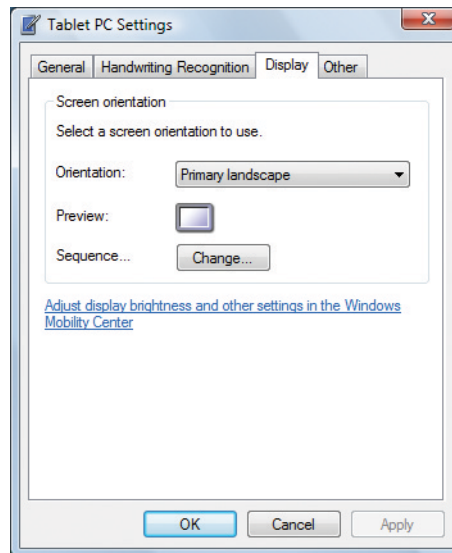 Tablet PC Settings
General Handwriting Recognition Display Other
Screen orientation
Select a screen orientation to use.
Orientation: Primary landscape
Preview:
Sequence... Change...
Adjust display brightness and other settings in the Windows
Mobility Center
OK Cancel Apply